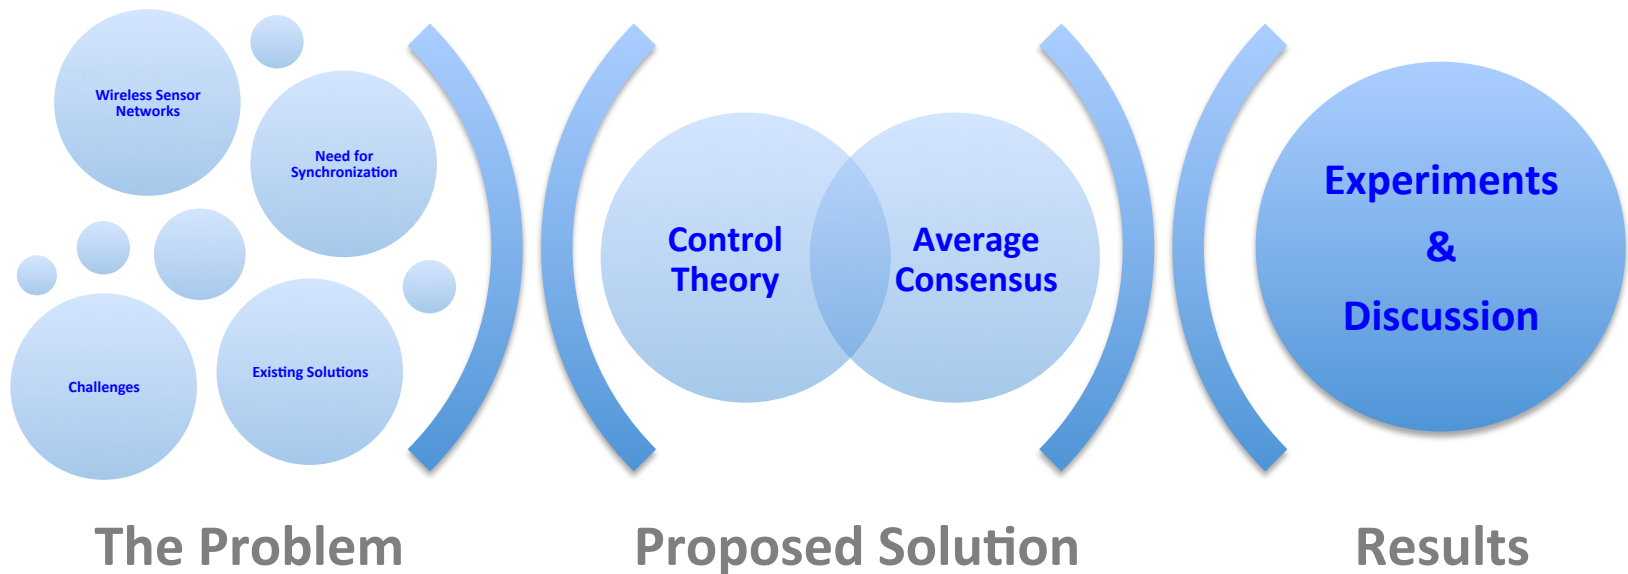 Wireless Sensor
Networks
Need for
Synchronization
Challenges
Existing Solutions
Control
Theory
Average
Consensus
Experiments
&
Discussion
The Problem
Proposed Solution
Results